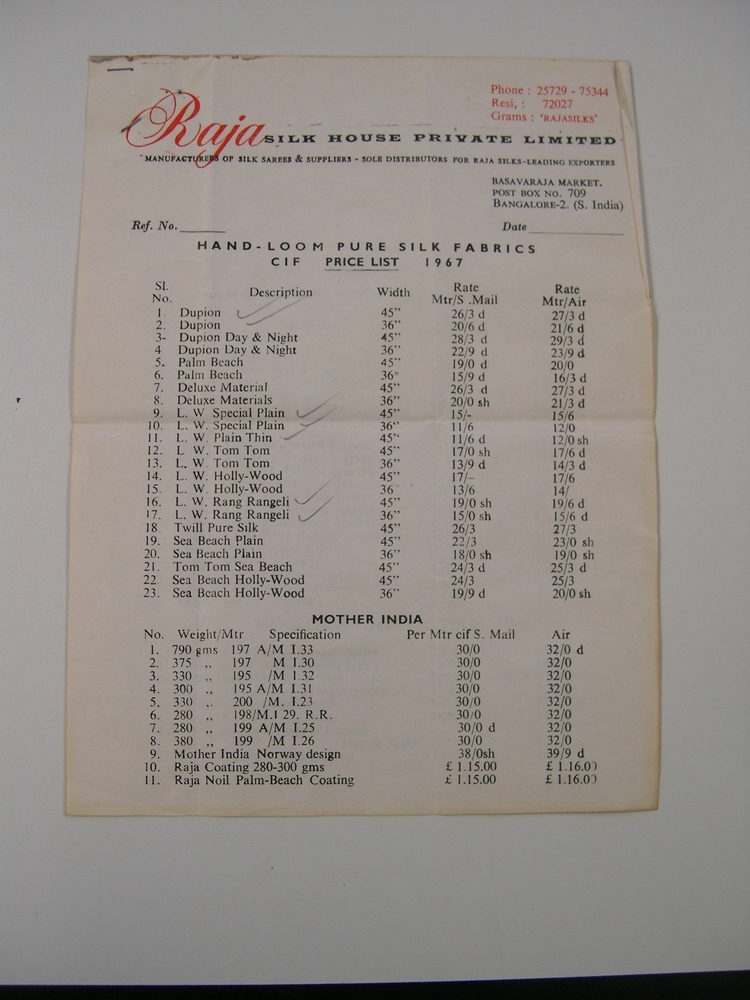 Phone : 25729 - 75344
Resi, : 72027
Grams : 'RAJASILKS'
Raja SILK HOUSE PRIVATE LIMITED
MANUFACTURERS OF SILK SAREES & SUPPLIERS - SOLE DISTRIBUTORS FOR RAJA SILKS-LEADING EXPORTERS
BASAVARAJA MARKET.
POST BOX NO. 709
BANGALORE-2. (S. India)
Ref. No.______ Date______________
HAND-LOOM PURE SILK FABRICS
CIF PRICE LIST 1967
Sl. No. Description Width Rate Mtr/S .Mail Rate Mtr/Air
1. Dupion 45" 26/3 d 27/3 d
2. Dupion 36" 20/6 d 21/6 d
3- Dupion Day & Night 45" 28/3 d 29/3 d
4 Dupion Day & Night 36" 22/9 d 23/9 d
5. Palm Beach 45" 19/0 d 20/0
6. Palm Beach 36" 15/9 d 16/3 d
7. Deluxe Material 45" 26/3 d 27/3 d
8. Deluxe Materials 36" 20/0 sh 21/3 d
9. L. W Special Plain 45" 15/- 15/6
10. L. W. Special Plain 36" 11/6 12/0
11. L. W. Plain Thin 45" 11/6 d 12/0 sh
12. L W. Tom Tom 45" 17/0 sh 17/6 d
13. L. W. Tom Tom 36" 13/9 d 14/3 d
14. L. W. Holly-Wood 45" 17/- 17/6
15. L. W. Holly-Wood 36 13/6 14/
16. L. W. Rang Rangeli 45" 19/0 sh 19/6 d
17. L. W. Rang Rangeli 36" 15/0 sh 15/6 d
18 Twill Pure Silk 45" 26/3 27/3
19. Sea Beach Plain 45" 22/3 23/0 sh
20. Sea Beach Plain 36" 18/0 sh 19/0 sh
21. Tom Tom Sea Beach 45" 24/3 d 25/3 d
22. Sea Beach Holly-Wood 45" 24/3 25/3
23. Sea Beach Holly-Wood 36" 19/9 d 20/0 sh
MOTHER INDIA
No. Weight/Mtr Specification Per Mtr cif S. Mail Air
1. 790 gms 197 A/M I.33 30/0 32/0 d
2. 375 ,, 197 M I.30 30/0 32/0
3. 330 ,, 195 /M I.32 30/0 32/0
4. 300 ,, 195 A/M I.31 30/0 32/0
5, 330 ,, 200 /M. I.23 30/0 32/0
6. 280 ,, 198/M.I 29. R.R. 30/0 32/0
7. 280 ,, 199 A/M I.25 30/0 d 32/0
8. 380 ,, 199 /M I.26 30/0 32/0
9. Mother India Norway design 38/0sh 39/9 d
10. Raja Coating 280-300 gms £ 1.15.00 £ 1.16.0
11. Raja Noil Palm-Beach Coating £ 1.15.00 £ 1.16.0